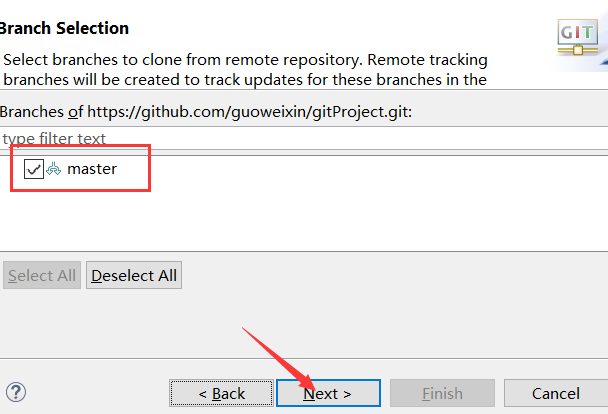 Branch Selection
GIT
Select branches to clone from remote repository. Remote tracking
branches will be created to track updates for these branches in the
Branches of https://github.com/guoweixin/gitProject.git:
type filter text
master
Select All
Deselect All
?
< Back
Next >
Finish
Cancel